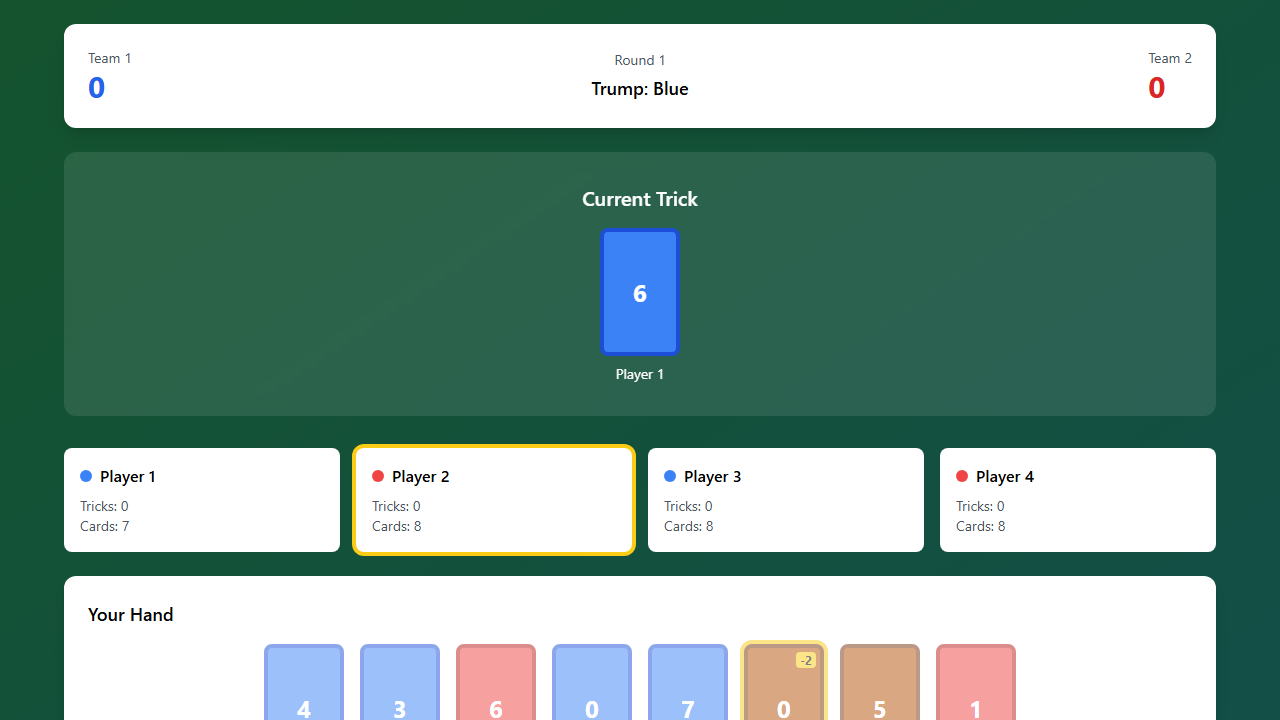 Team 1
0
Round 1
Trump: Blue
Team 2
0
Current Trick
6
Player 1
Player 1
Tricks: 0
Cards: 7
Player 2
Tricks: 0
Cards: 8
Player 3
Tricks: 0
Cards: 8
Player 4
Tricks: 0
Cards: 8
Your Hand
4
3
6
0
7
-2
0
5
1